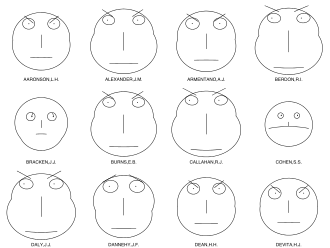 AARONSON,L.H. ALEXANDER,J.M. ARMENTANO,A.J. BERDON,R.I.
BRACKEN,J.J. BURNS,E.B. CALLAHAN,R.J. COHEN,S.S.
DALY,J.J. DANNEHY,J.F. DEAN,H.H. DEVITA,H.J.